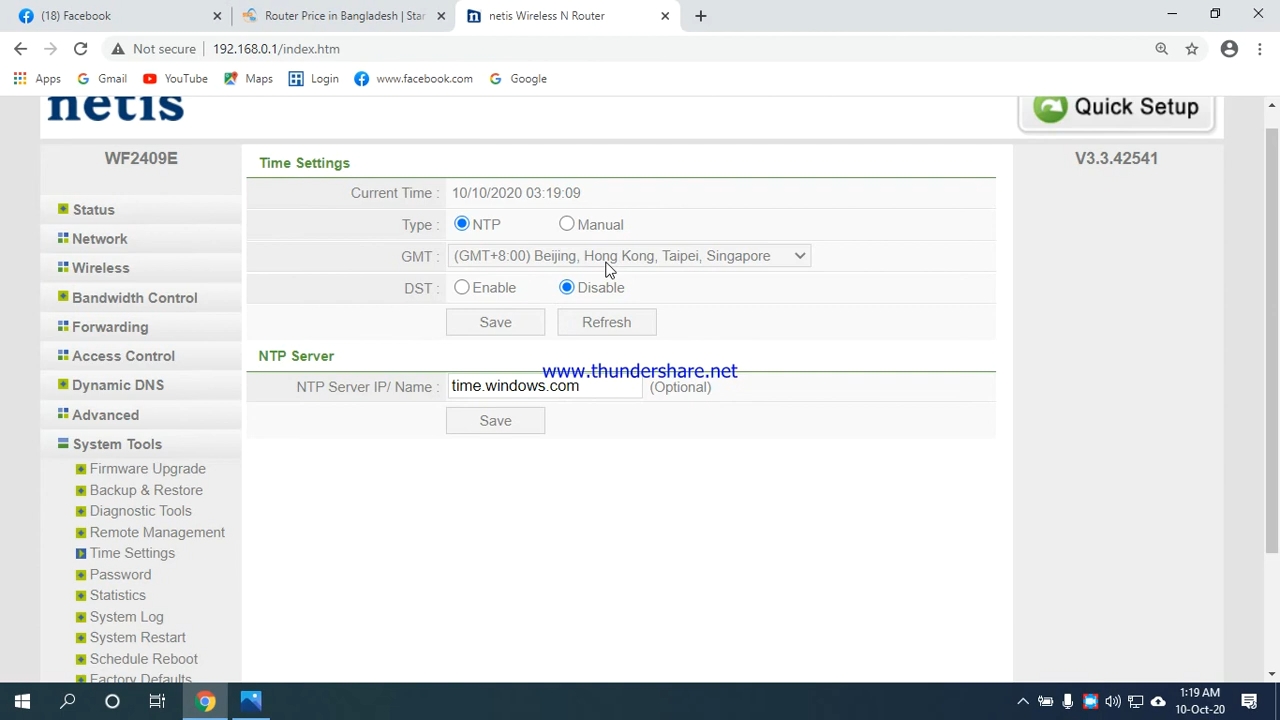 (18) Facebook
Router Price in Bangladesh | Star
netis Wireless N Router
Not secure
192.168.0.1/index.htm
Apps
Gmail
YouTube
Maps
Login
www.facebook.com
Google
netis
Quick Setup
WF2409E
V3.3.42541
Status
Network
Wireless
Bandwidth Control
Forwarding
Access Control
Dynamic DNS
Advanced
System Tools
Firmware Upgrade
Backup & Restore
Diagnostic Tools
Remote Management
Time Settings
Password
Statistics
System Log
System Restart
Schedule Reboot
Factory Defaults
Time Settings
Current Time : 10/10/2020 03:19:09
Type : NTP Manual
GMT : (GMT+8:00) Beijing, Hong Kong, Taipei, Singapore
DST : Enable Disable
Save Refresh
NTP Server
www.thundershare.net
NTP Server IP/ Name : time.windows.com (Optional)
Save
1:19 AM
10-Oct-20